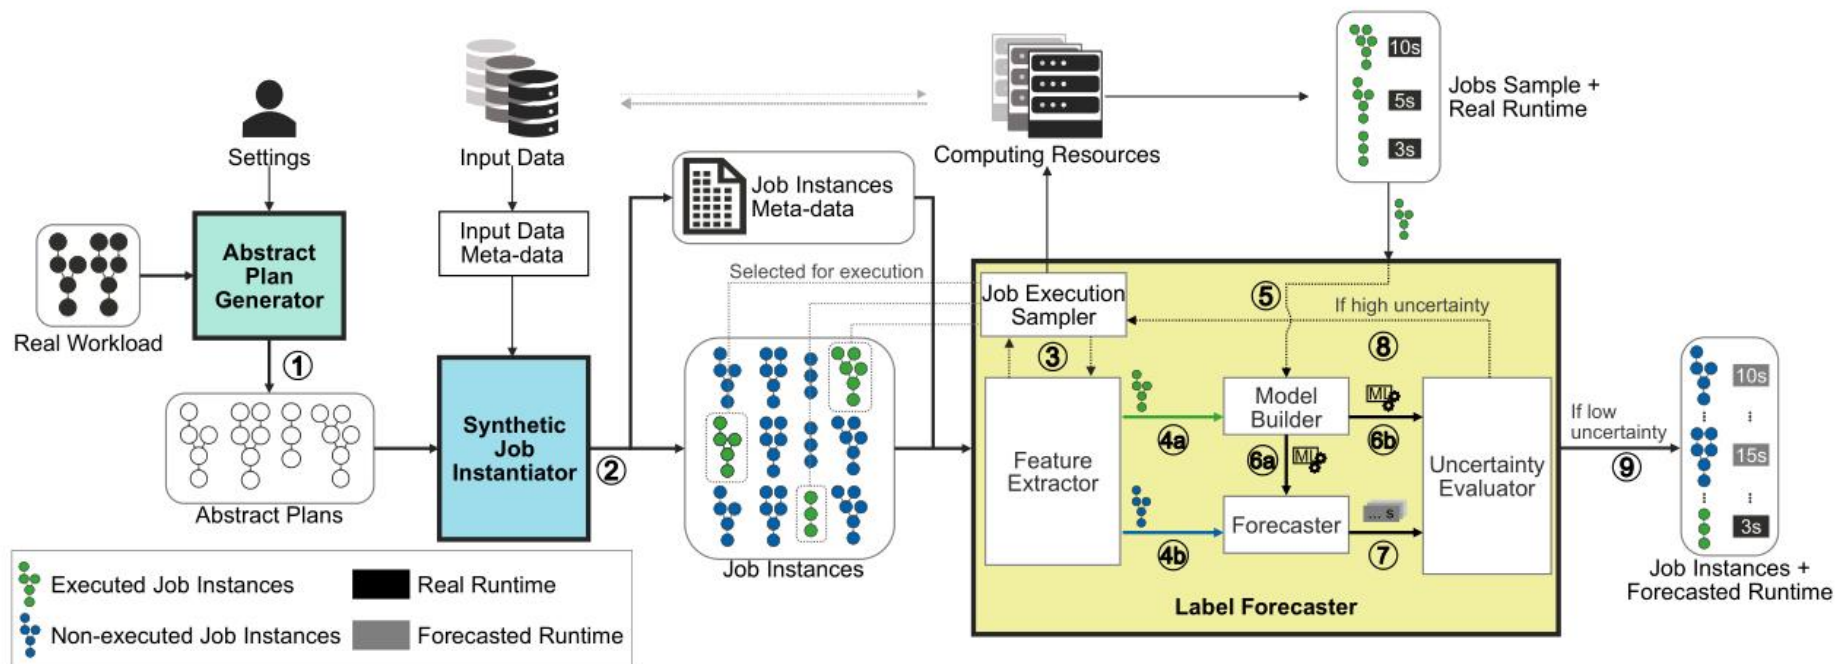 Settings
Input Data
Computing Resources
10s
5s
3s
Jobs Sample +
Real Runtime
Real Workload
Abstract
Plan
Generator
1
Abstract Plans
Input Data
Meta-data
Synthetic
Job
Instantiator
2
Job Instances
Meta-data
Selected for execution
Job Instances
Job Execution
Sampler
3
Feature
Extractor
4a
4b
5
If high uncertainty
8
Model
Builder
ML
6a
ML
6b
Forecaster
... s
7
Uncertainty
Evaluator
Label Forecaster
If low
uncertainty
9
10s
15s
3s
Job Instances +
Forecasted Runtime
Executed Job Instances
Real Runtime
Non-executed Job Instances
Forecasted Runtime